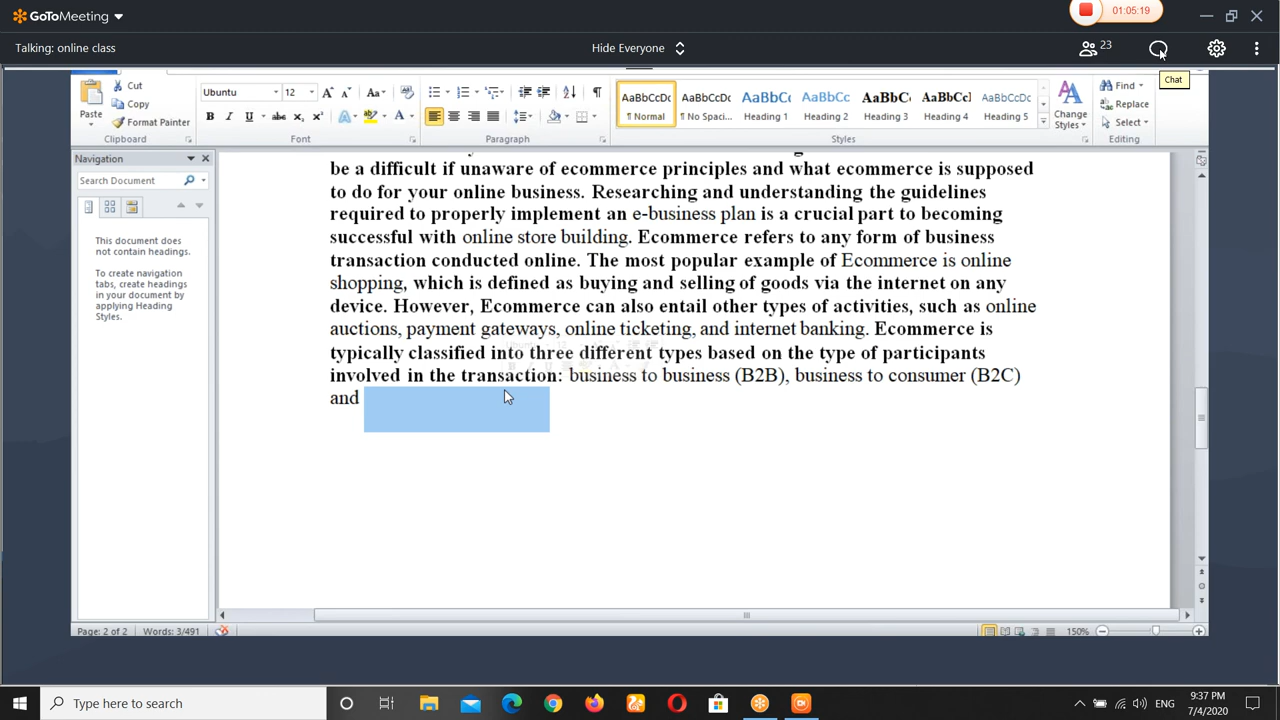 GoToMeeting
01:05:19
Talking: online class
Hide Everyone
23
Chat
Paste
Cut
Copy
Format Painter
Clipboard
Ubuntu
12
Font
Paragraph
AaBbCcDc
¶ Normal
AaBbCcDc
¶ No Spaci...
AaBbC
Heading 1
AaBbCc
Heading 2
AaBbCc
Heading 3
AaBbCc
Heading 4
AaBbCcDc
Heading 5
Change
Styles
Styles
Find
Replace
Select
Editing
Navigation
Search Document
This document does
not contain headings.
To create navigation
tabs, create headings
in your document by
applying Heading
Styles.
be a difficult if unaware of ecommerce principles and what ecommerce is supposed
to do for your online business. Researching and understanding the guidelines
required to properly implement an e-business plan is a crucial part to becoming
successful with online store building. Ecommerce refers to any form of business
transaction conducted online. The most popular example of Ecommerce is online
shopping, which is defined as buying and selling of goods via the internet on any
device. However, Ecommerce can also entail other types of activities, such as online
auctions, payment gateways, online ticketing, and internet banking. Ecommerce is
typically classified into three different types based on the type of participants
involved in the transaction: business to business (B2B), business to consumer (B2C)
and
Page: 2 of 2
Words: 3/491
150%
Type here to search
ENG
9:37 PM
7/4/2020